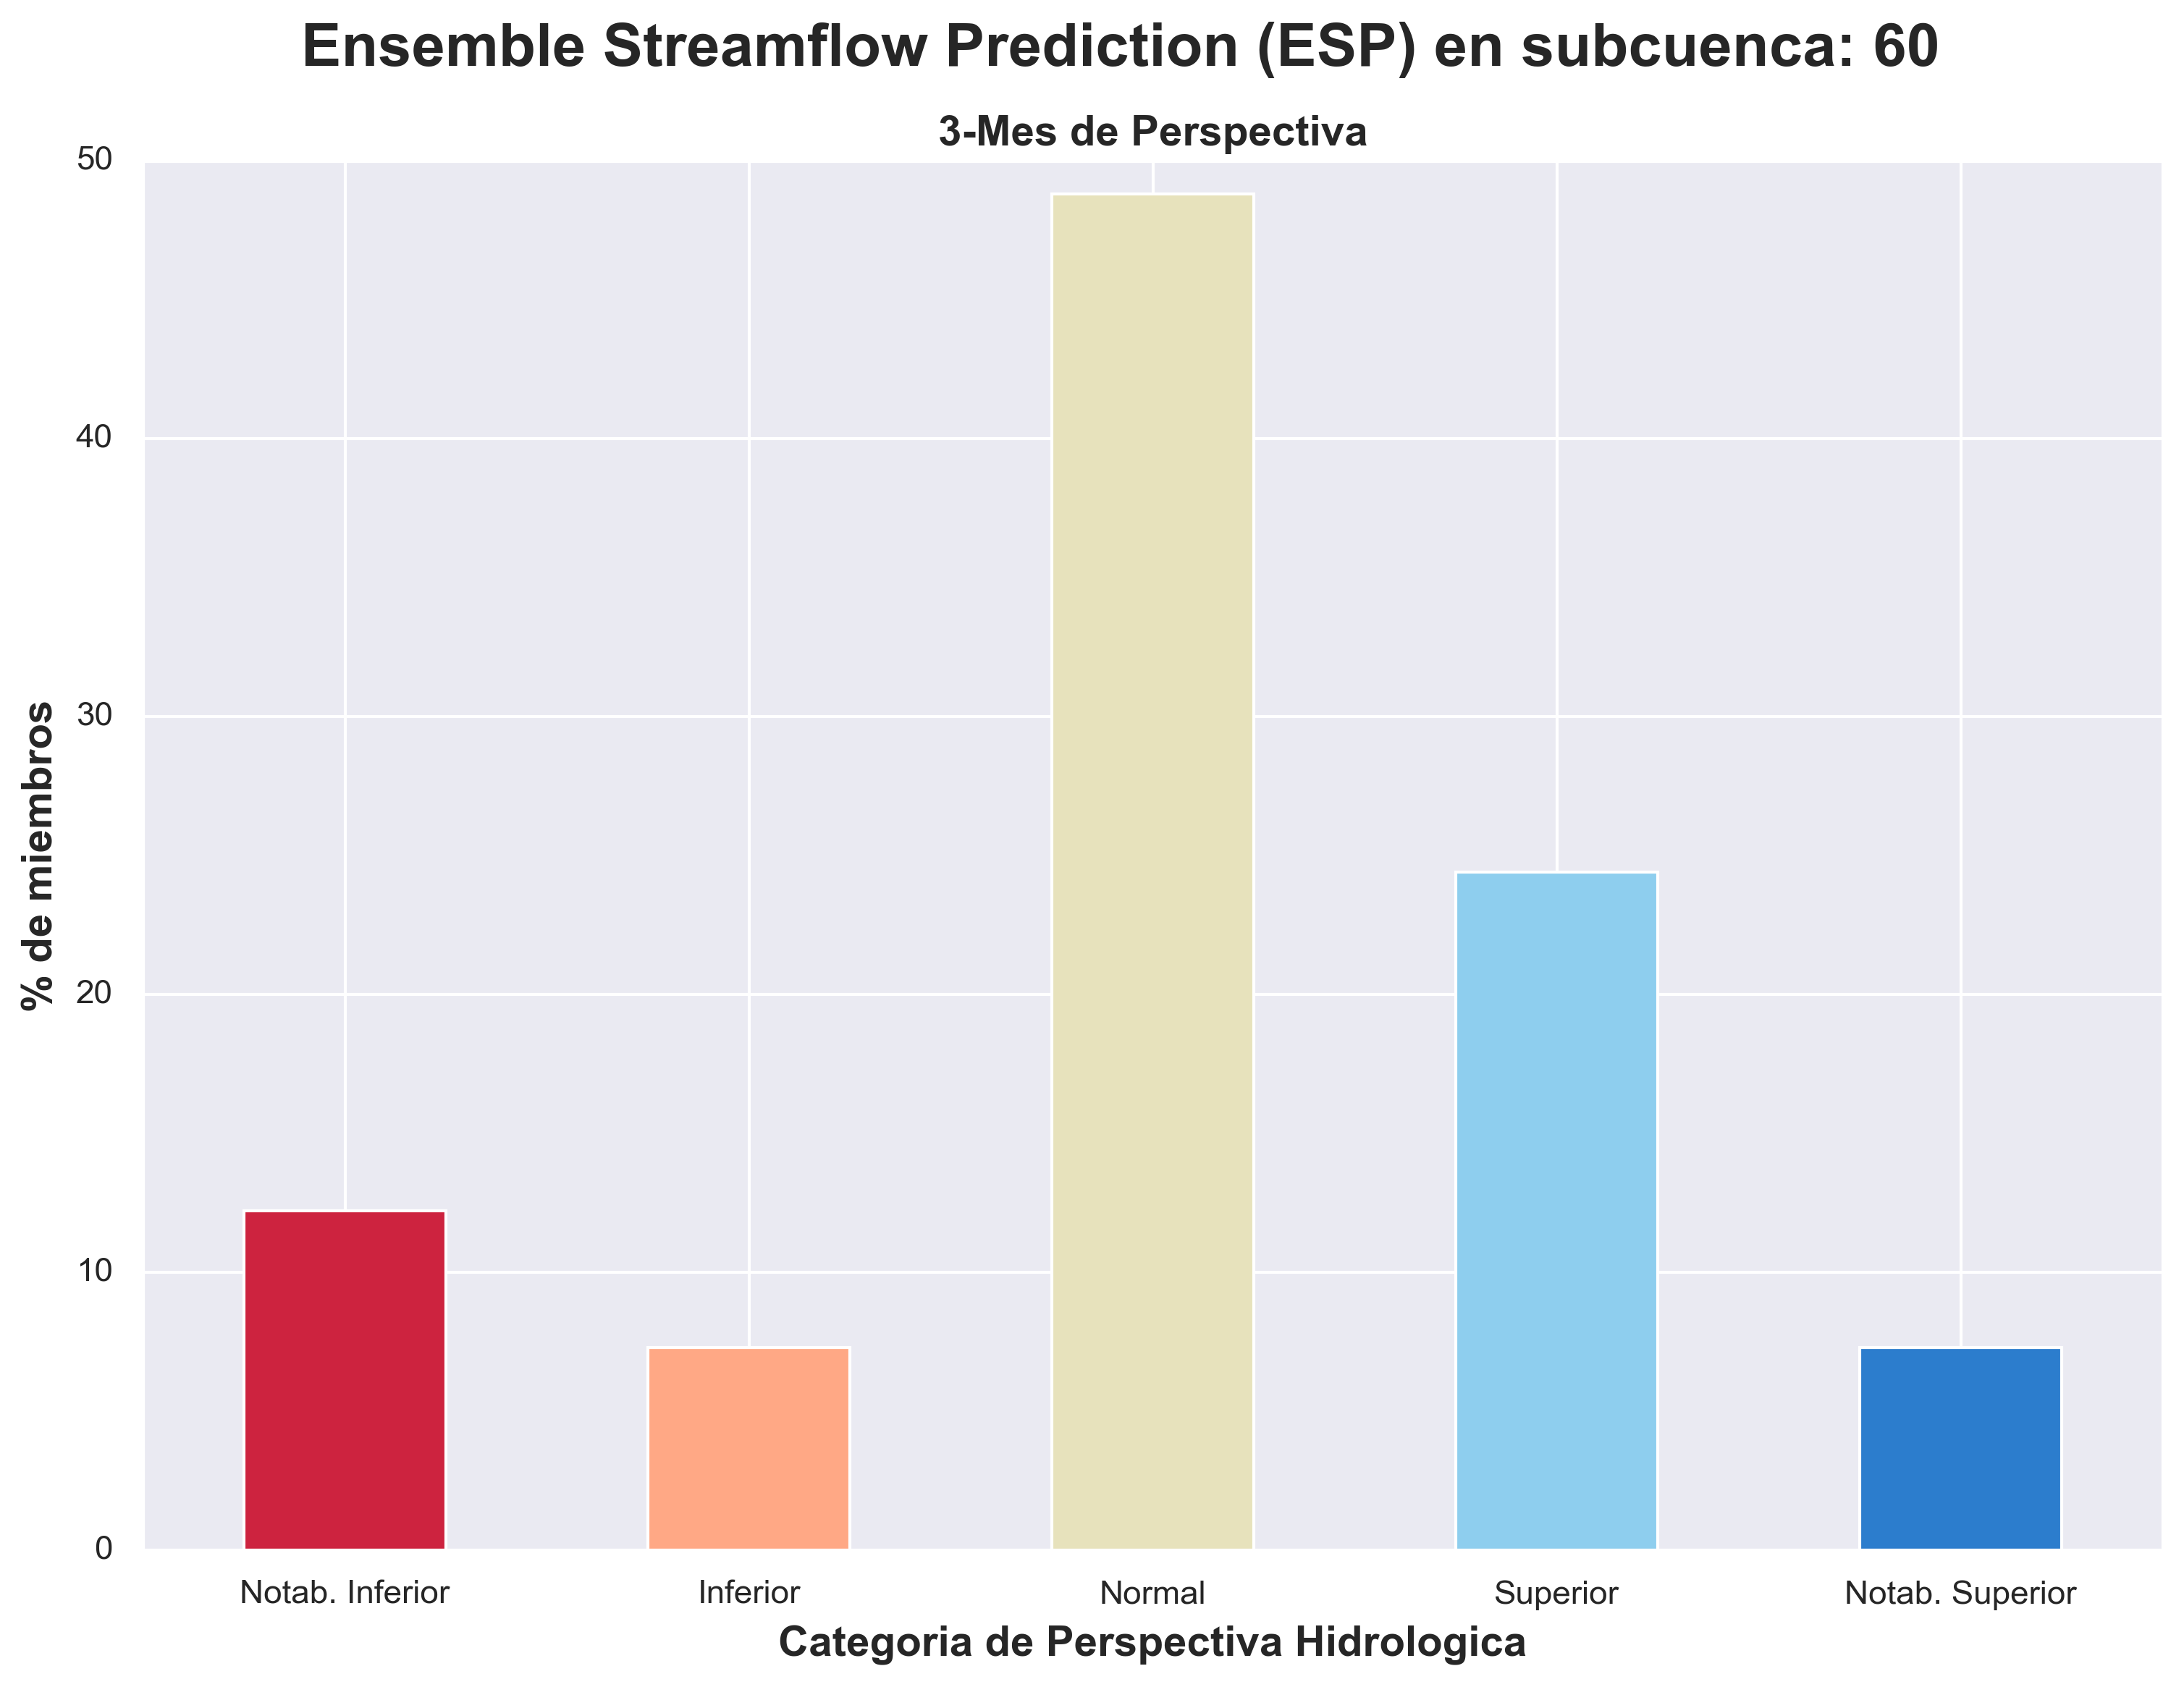 Ensemble Streamflow Prediction (ESP) en subcuenca: 60
3-Mes de Perspectiva
50
40
30
20
10
0
% de miembros
Notab. Inferior
Inferior
Normal
Superior
Notab. Superior
Categoria de Perspectiva Hidrologica